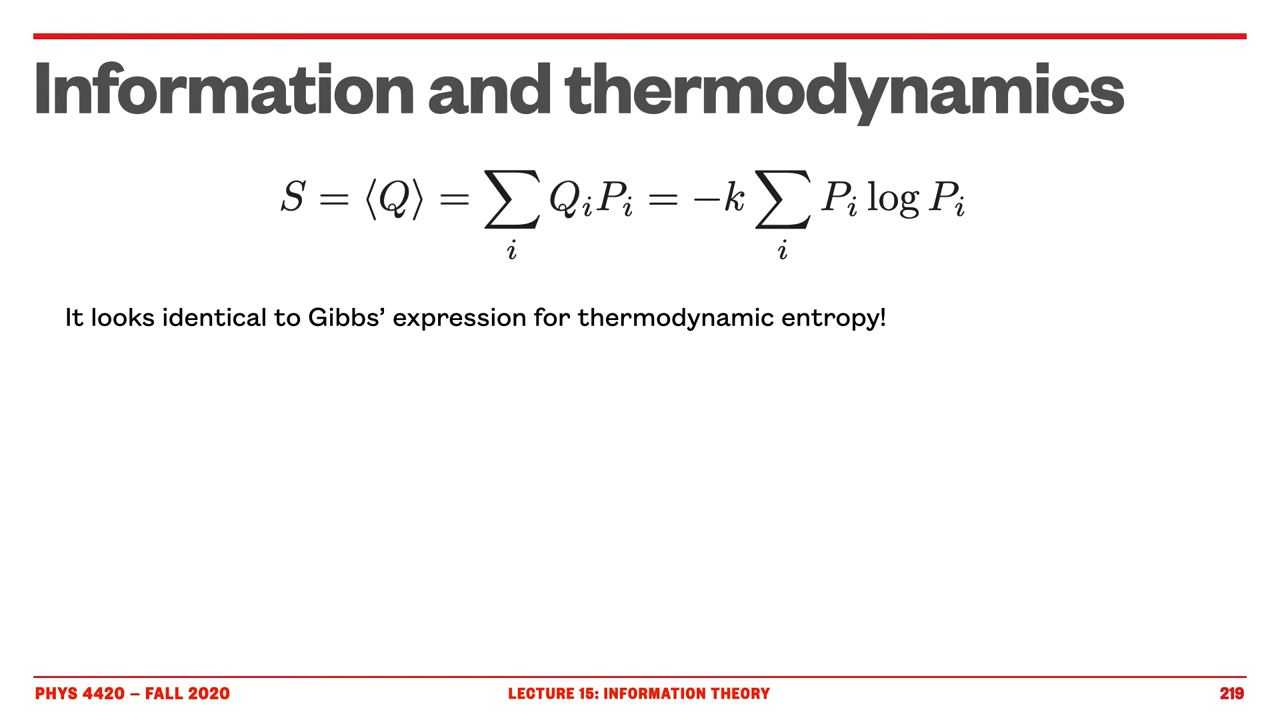 Information and thermodynamics
S = ⟨Q⟩ = ∑_i Q_i P_i = −k ∑_i P_i log P_i
It looks identical to Gibbs’ expression for thermodynamic entropy!
PHYS 4420 – FALL 2020 LECTURE 15: INFORMATION THEORY 219